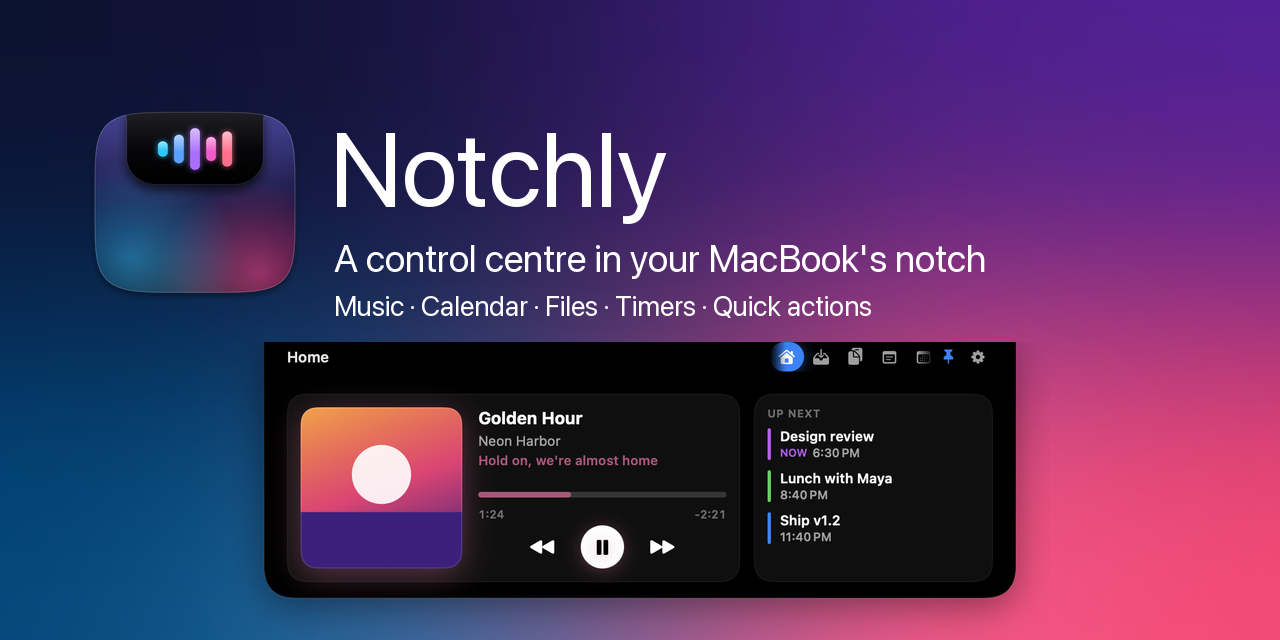 Notchly
A control centre in your MacBook's notch
Music · Calendar · Files · Timers · Quick actions
Home
Golden Hour
Neon Harbor
Hold on, we're almost home
1:24
-2:21
UP NEXT
Design review
NOW 6:30 PM
Lunch with Maya
8:40 PM
Ship v1.2
11:40 PM